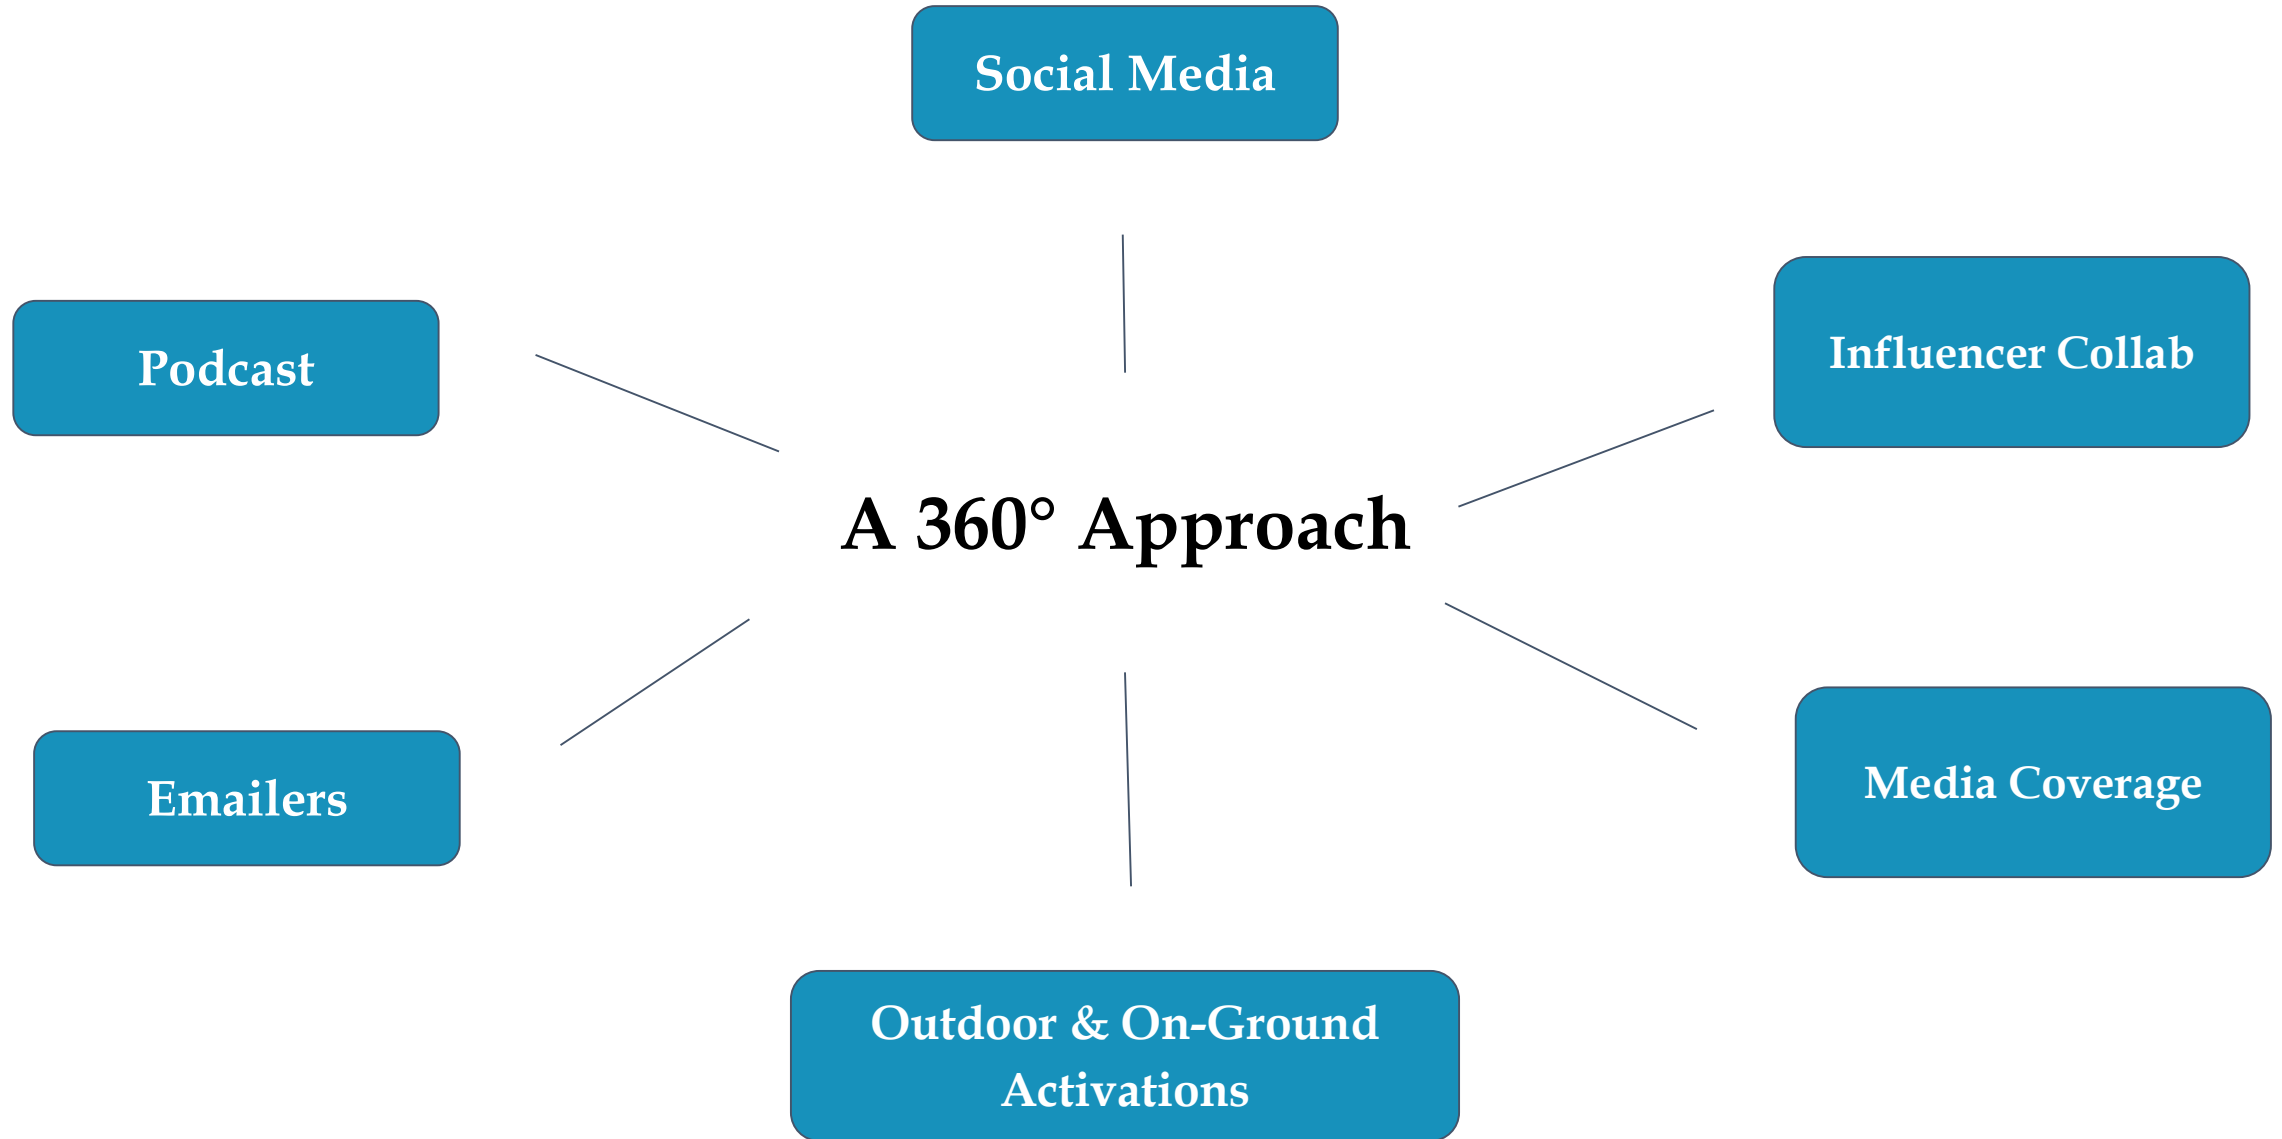 Social Media
Influencer Collab
Podcast
A 360° Approach
Media Coverage
Emailers
Outdoor & On-Ground
Activations